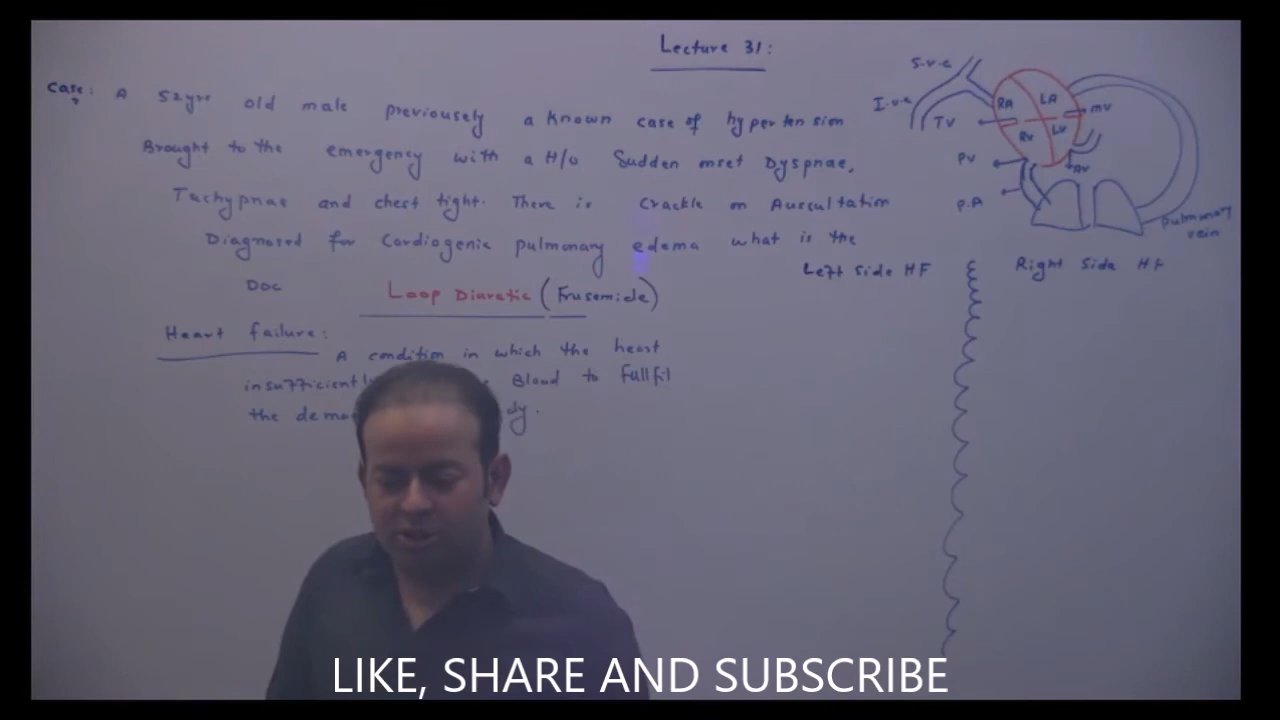 Lecture 31:
Case: A 52yrs old male previousely a known case of hypertension
Brought to the emergency with a H/o Sudden onset Dyspnae,
Tachypnae and chest tight. There is crackle on Auscultation
Diagnosed for Cardiogenic pulmonary edema what is the
DOC Loop Diuretic (Frusemide)
Heart failure:
A condition in which the heart
Blood to Fullfil
the
S.V.C
I.V.C
RA LA
TV MV
RV LV
PV AV
P.A
pulmonary
vein
Left side HF Right Side HF
LIKE, SHARE AND SUBSCRIBE